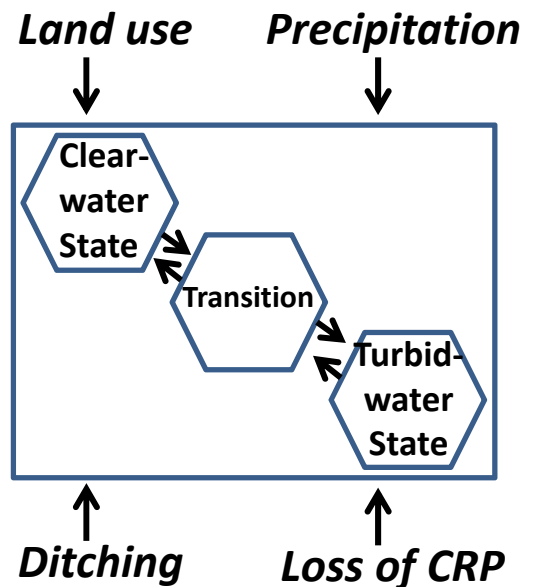 Land use
Precipitation
Clear-
water
State
Transition
Turbid-
water
State
Ditching
Loss of CRP